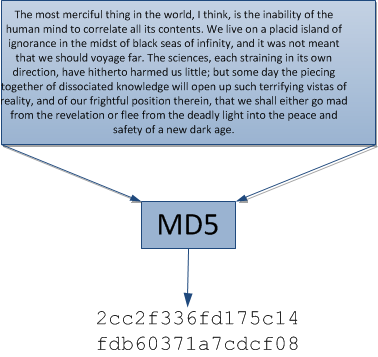 The most merciful thing in the world, I think, is the inability of the
human mind to correlate all its contents. We live on a placid island of
ignorance in the midst of black seas of infinity, and it was not meant
that we should voyage far. The sciences, each straining in its own
direction, have hitherto harmed us little; but some day the piecing
together of dissociated knowledge will open up such terrifying vistas of
reality, and of our frightful position therein, that we shall either go mad
from the revelation or flee from the deadly light into the peace and
safety of a new dark age.
MD5
2cc2f336fd175c14
fdb60371a7cdcf08